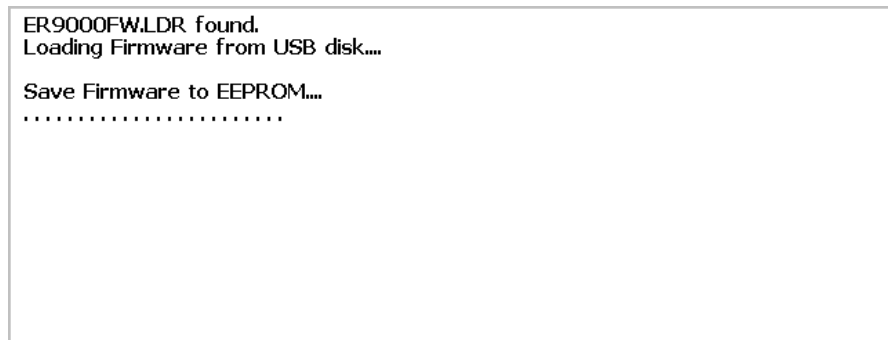 ER9000FW.LDR found.
Loading Firmware from USB disk....
Save Firmware to EEPROM....
. . . . . . . . . . . . . . . . . . . . . . . .